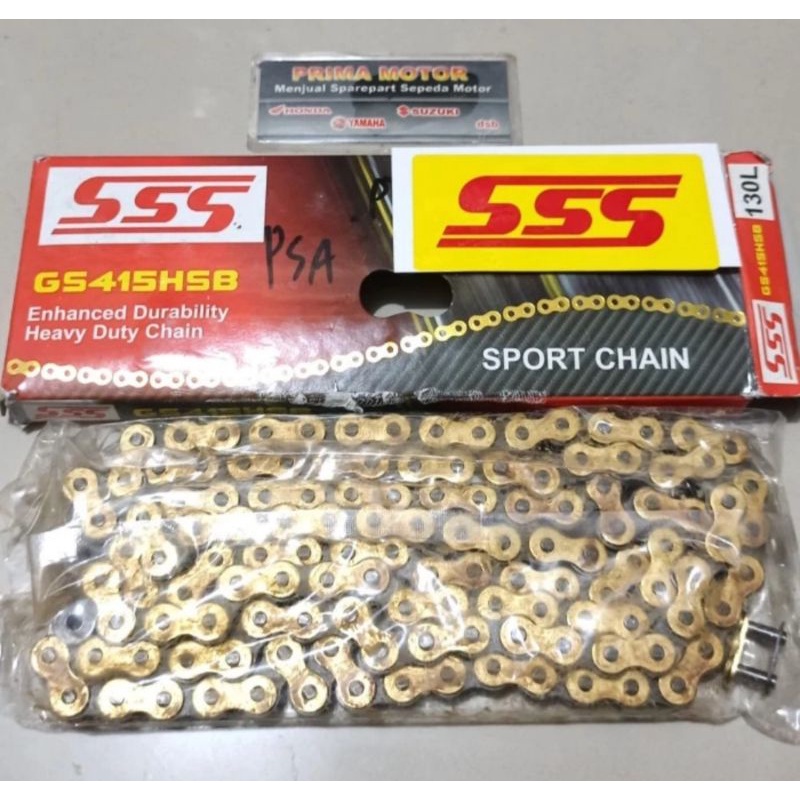 PRIMA MOTOR
Menjual Sparepart Sepeda Motor
HONDA
SUZUKI
YAMAHA
dsb
SSS
PSA
GS415HSB
Enhanced Durability
Heavy Duty Chain
SPORT CHAIN
SSS
SSS
GS415HSB
130L
GS415HSB